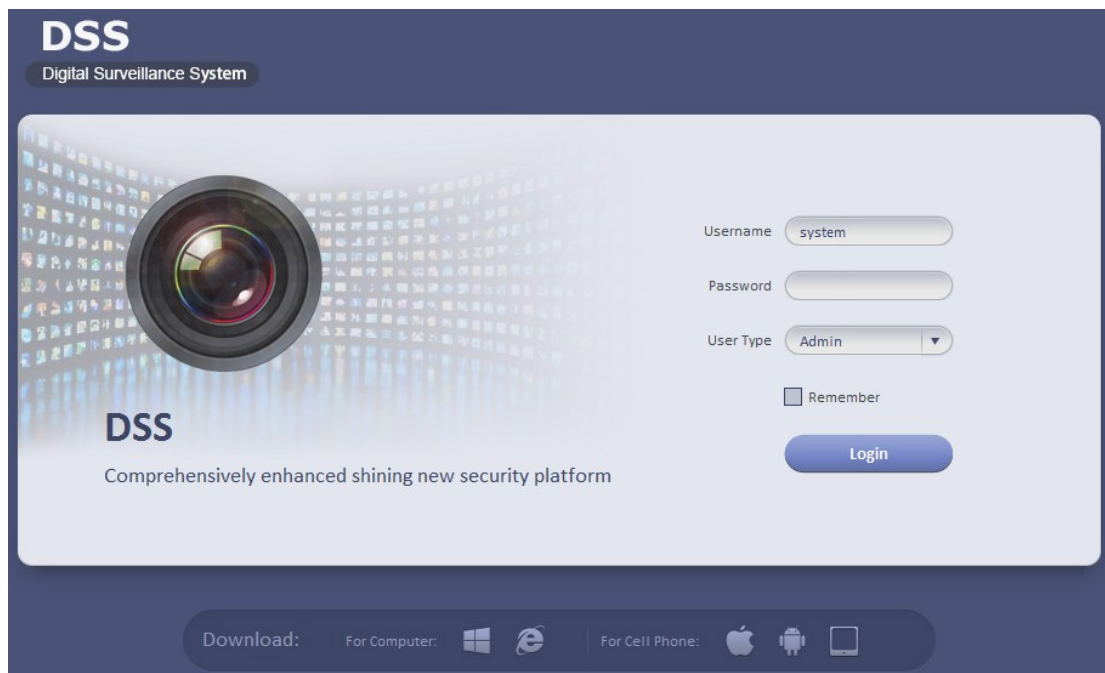 DSS
Digital Surveillance System
Username
system
Password
User Type
Admin
Remember
Login
DSS
Comprehensively enhanced shining new security platform
Download:
For Computer:
For Cell Phone: